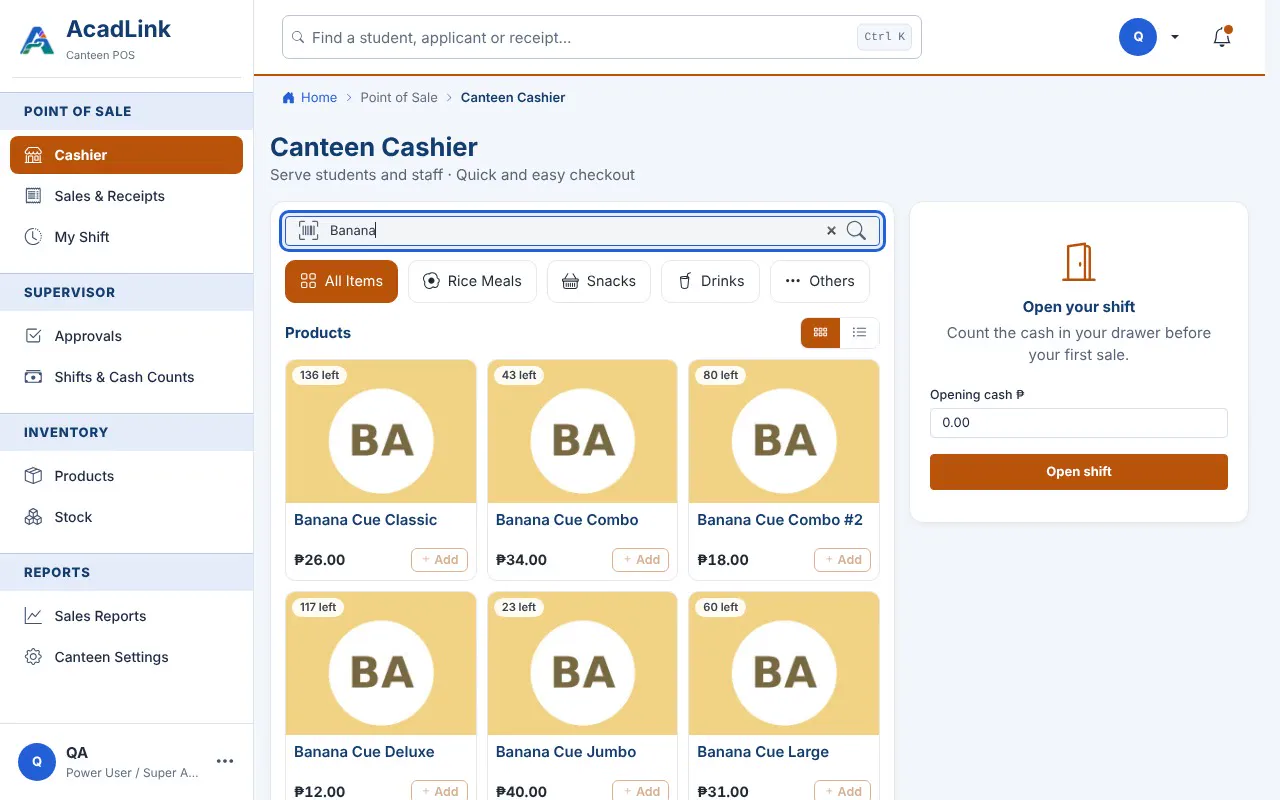 AcadLink
Canteen POS
Find a student, applicant or receipt...
Ctrl K
Q
POINT OF SALE
Cashier
Sales & Receipts
My Shift
SUPERVISOR
Approvals
Shifts & Cash Counts
INVENTORY
Products
Stock
REPORTS
Sales Reports
Canteen Settings
Q
QA
Power User / Super A...
Home
Point of Sale
Canteen Cashier
Canteen Cashier
Serve students and staff · Quick and easy checkout
Banana
All Items
Rice Meals
Snacks
Drinks
Others
Products
136 left
BA
Banana Cue Classic
₱26.00
+ Add
43 left
BA
Banana Cue Combo
₱34.00
+ Add
80 left
BA
Banana Cue Combo #2
₱18.00
+ Add
117 left
BA
Banana Cue Deluxe
₱12.00
+ Add
23 left
BA
Banana Cue Jumbo
₱40.00
+ Add
60 left
BA
Banana Cue Large
₱31.00
+ Add
Open your shift
Count the cash in your drawer before
your first sale.
Opening cash ₱
0.00
Open shift